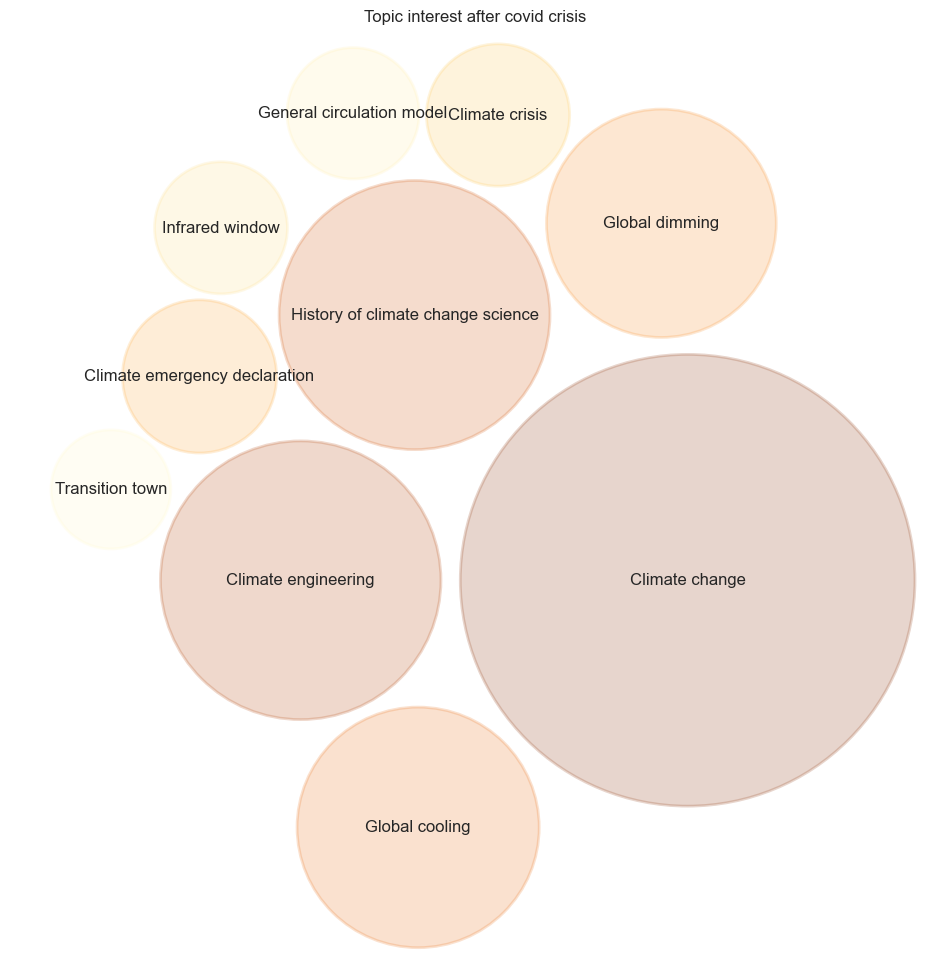 Topic interest after covid crisis
General circulation model
Climate crisis
Global dimming
Infrared window
History of climate change science
Climate emergency declaration
Transition town
Climate engineering
Climate change
Global cooling